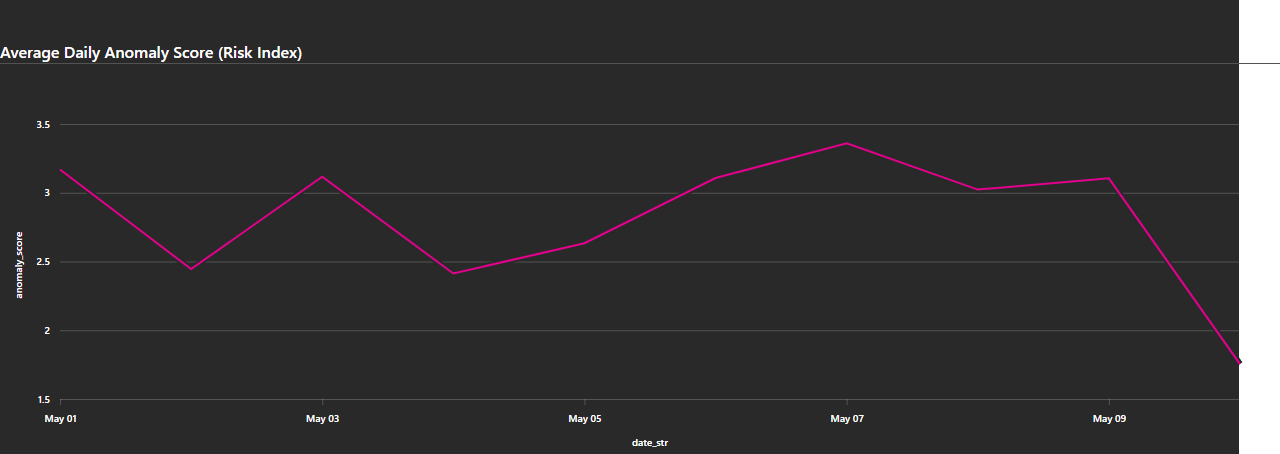 Average Daily Anomaly Score (Risk Index)
3.5
3
2.5
2
1.5
anomaly_score
May 01
May 03
May 05
May 07
May 09
date_str